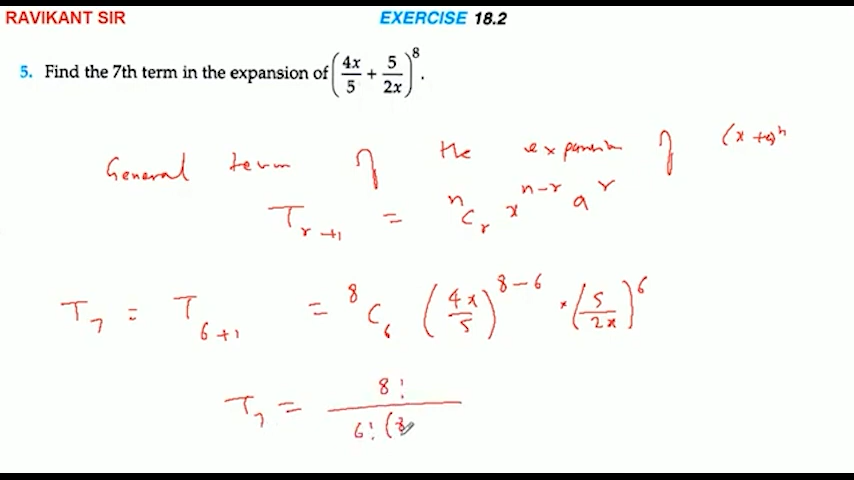 RAVIKANT SIR
EXERCISE 18.2
5. Find the 7th term in the expansion of (4x/5 + 5/2x)^8.
General term of the expansion of (x+a)^n
T_{r+1} = ^nC_r x^{n-r} a^r
T_7 = T_{6+1} = ^8C_6 (4x/5)^{8-6} * (5/2x)^6
T_7 = 8! / 6! (8